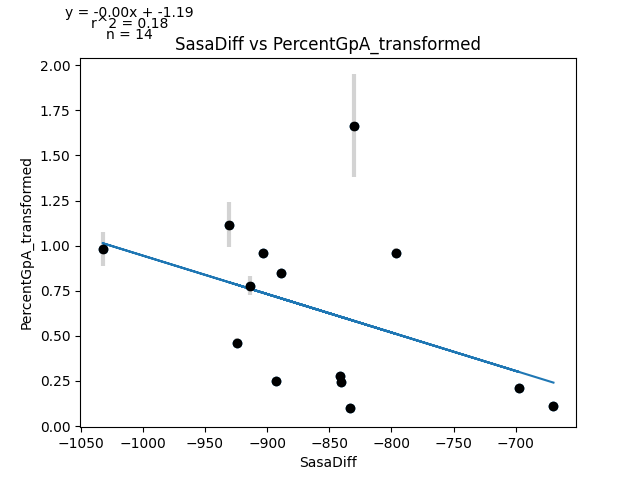 y = -0.00x + -1.19
r^2 = 0.18
n = 14
SasaDiff vs PercentGpA_transformed
2.00
1.75
1.50
1.25
1.00
0.75
0.50
0.25
0.00
PercentGpA_transformed
−1050 −1000 −950 −900 −850 −800 −750 −700
SasaDiff